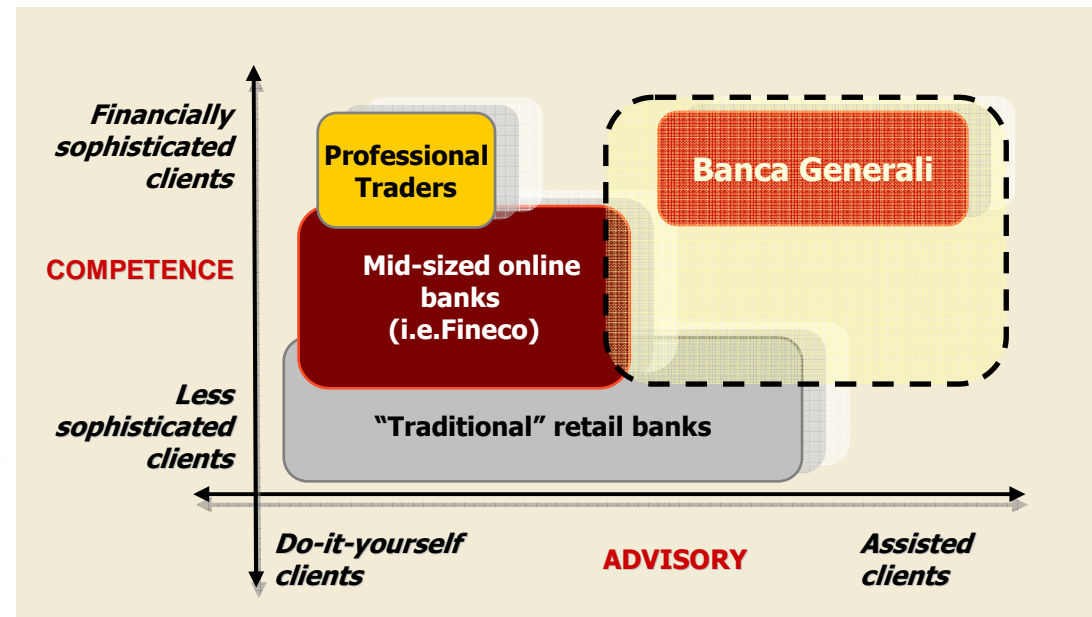 Financially
sophisticated
clients
Professional
Traders
Banca Generali
COMPETENCE
Mid-sized online
banks
(i.e.Fineco)
Less
sophisticated
clients
“Traditional” retail banks
Do-it-yourself
clients
ADVISORY
Assisted
clients